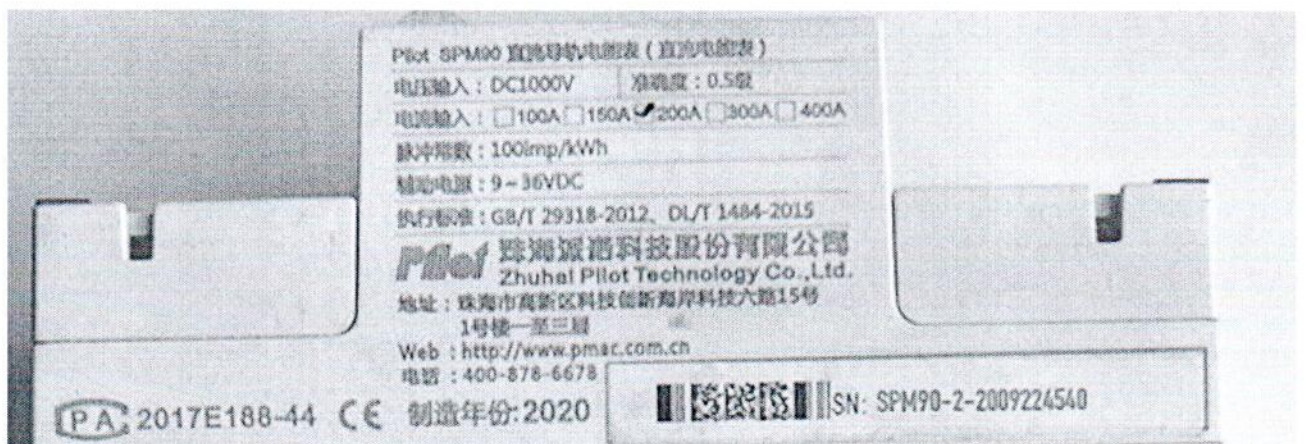 Pilot SPM90 直流导轨电能表(直流电能表)
电压输入:DC1000V 准确度:0.5级
电流输入:□100A□150A☑200A□300A□400A
脉冲常数:100imp/kWh
辅助电源:9~36VDC
执行标准:GB/T 29318-2012、DL/T 1484-2015
Pilot 珠海派诺科技股份有限公司
Zhuhai Pilot Technology Co.,Ltd.
地址:珠海市高新区科技创新海岸科技六路15号
1号楼一至三层
Web :http://www.pmac.com.cn
电话 :400-878-6678
PA 2017E188-44 CE 制造年份:2020
SN: SPM90-2-2009224540